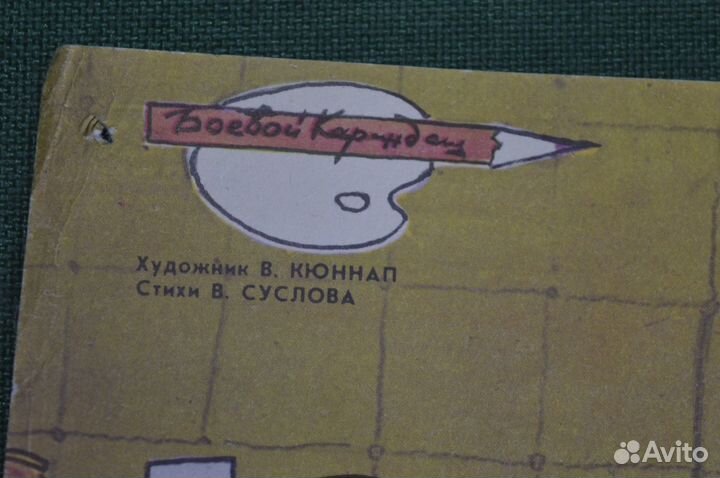 Боевой Карандаш
Художник В. КЮННАП
Стихи В. СУСЛОВА
Avito